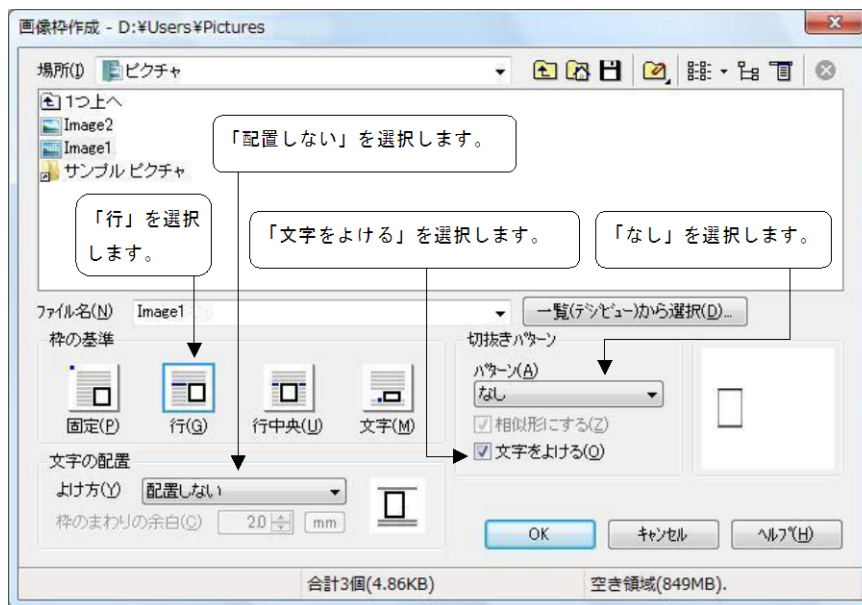 画像枠作成 - D:¥Users¥Pictures
場所(I) ピクチャ
1つ上へ
Image2
Image1
サンプル ピクチャ
「配置しない」を選択します。
「行」を選択
します。
「文字をよける」を選択します。
「なし」を選択します。
ファイル名(N) Image1 一覧(デジビュー)から選択(D)...
枠の基準
固定(P) 行(G) 行中央(U) 文字(M)
切抜きパターン
パターン(A)
なし
相似形にする(Z)
文字をよける(O)
文字の配置
よけ方(Y) 配置しない
枠のまわりの余白(C) 2.0 mm
OK キャンセル ヘルプ(H)
合計3個(4.86KB) 空き領域(849MB).